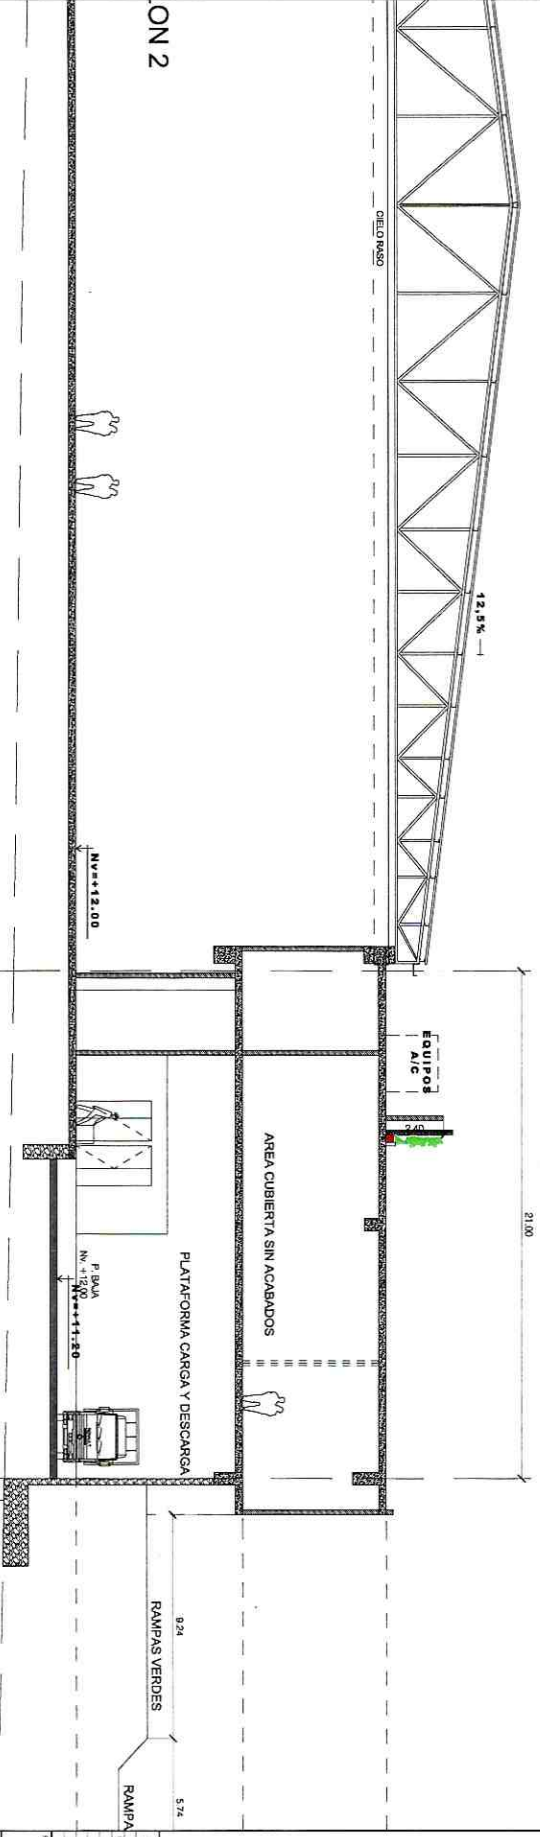 LON 2
CIELO RASO
12,5%
Nv=+12.00
EQUIPOS
A/C
2.40
21.00
AREA CUBIERTA SIN ACABADOS
PLATAFORMA CARGA Y DESCARGA
P. BAJA
Nv. +12,00
Nv=+11.20
9.24
RAMPAS VERDES
5.74
RAMPA